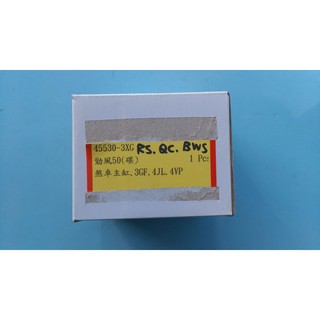 45530-3XG RS. QC. BWS
勁風50(碟) 1 Pc:
煞車主缸,3GF,4JL,4VP